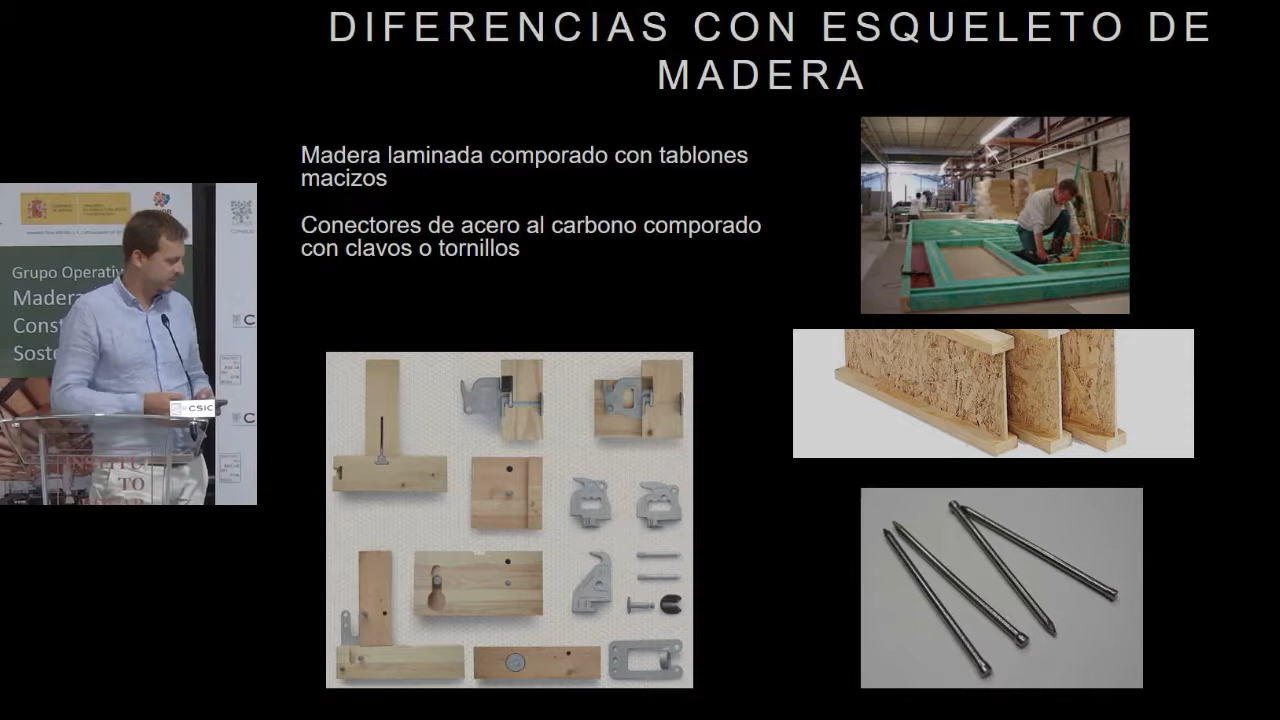 DIFERENCIAS CON ESQUELETO DE
MADERA
Madera laminada comporado con tablones
macizos
Conectores de acero al carbono comporado
con clavos o tornillos
Grupo Operativ
Madera
Const
Soste
CSIC
C
C
TO